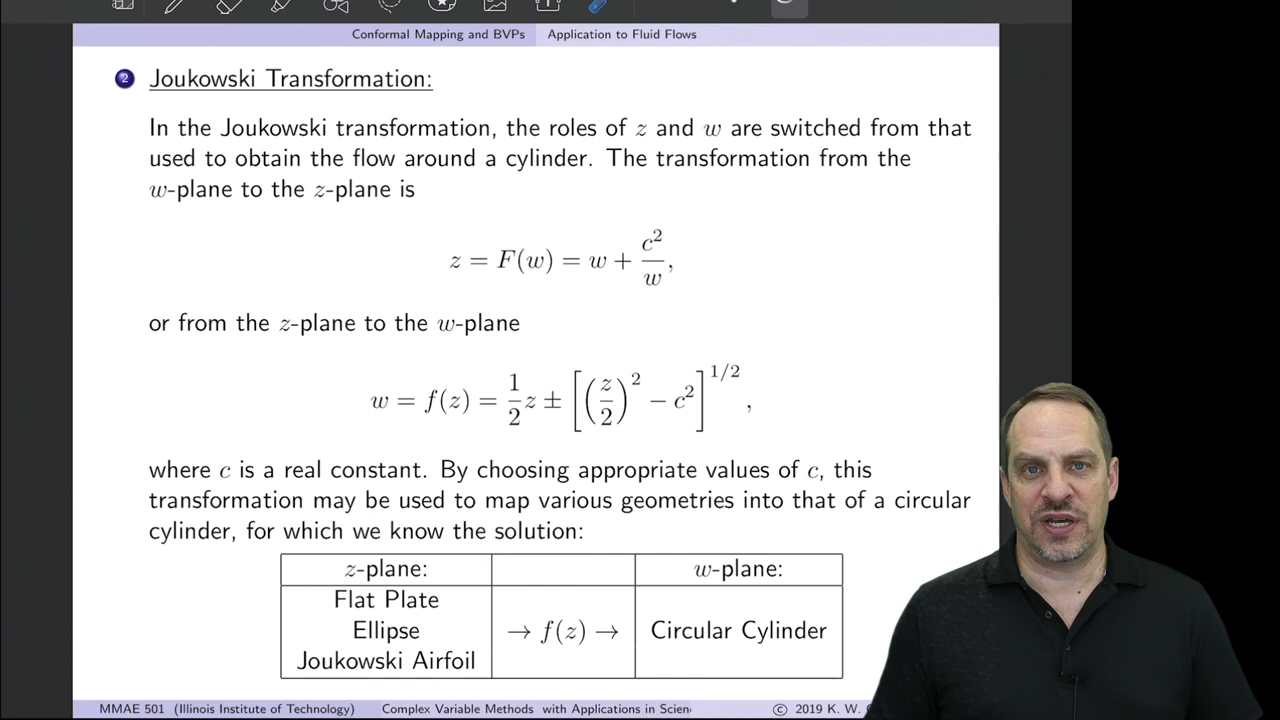 Conformal Mapping and BVPs Application to Fluid Flows
2 Joukowski Transformation:
In the Joukowski transformation, the roles of z and w are switched from that
used to obtain the flow around a cylinder. The transformation from the
w-plane to the z-plane is
z = F(w) = w + c²/w,
or from the z-plane to the w-plane
w = f(z) = 1/2 z ± [(z/2)² − c²]^{1/2},
where c is a real constant. By choosing appropriate values of c, this
transformation may be used to map various geometries into that of a circular
cylinder, for which we know the solution:
z-plane: w-plane:
Flat Plate
Ellipse → f(z) → Circular Cylinder
Joukowski Airfoil
MMAE 501 (Illinois Institute of Technology) Complex Variable Methods with Applications in Scien © 2019 K. W.